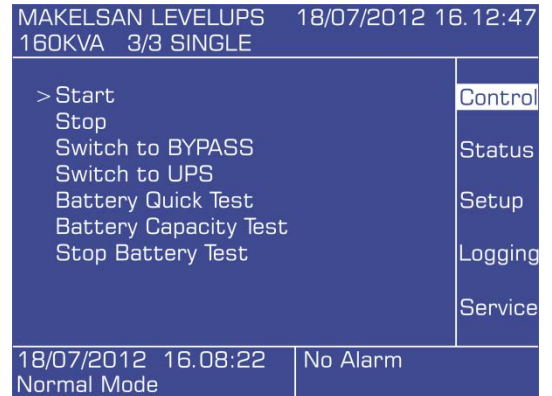 MAKELSAN LEVELUPS 18/07/2012 16.12:47
160KVA 3/3 SINGLE
> Start
Stop
Switch to BYPASS
Switch to UPS
Battery Quick Test
Battery Capacity Test
Stop Battery Test
Control
Status
Setup
Logging
Service
18/07/2012 16.08:22
Normal Mode
No Alarm